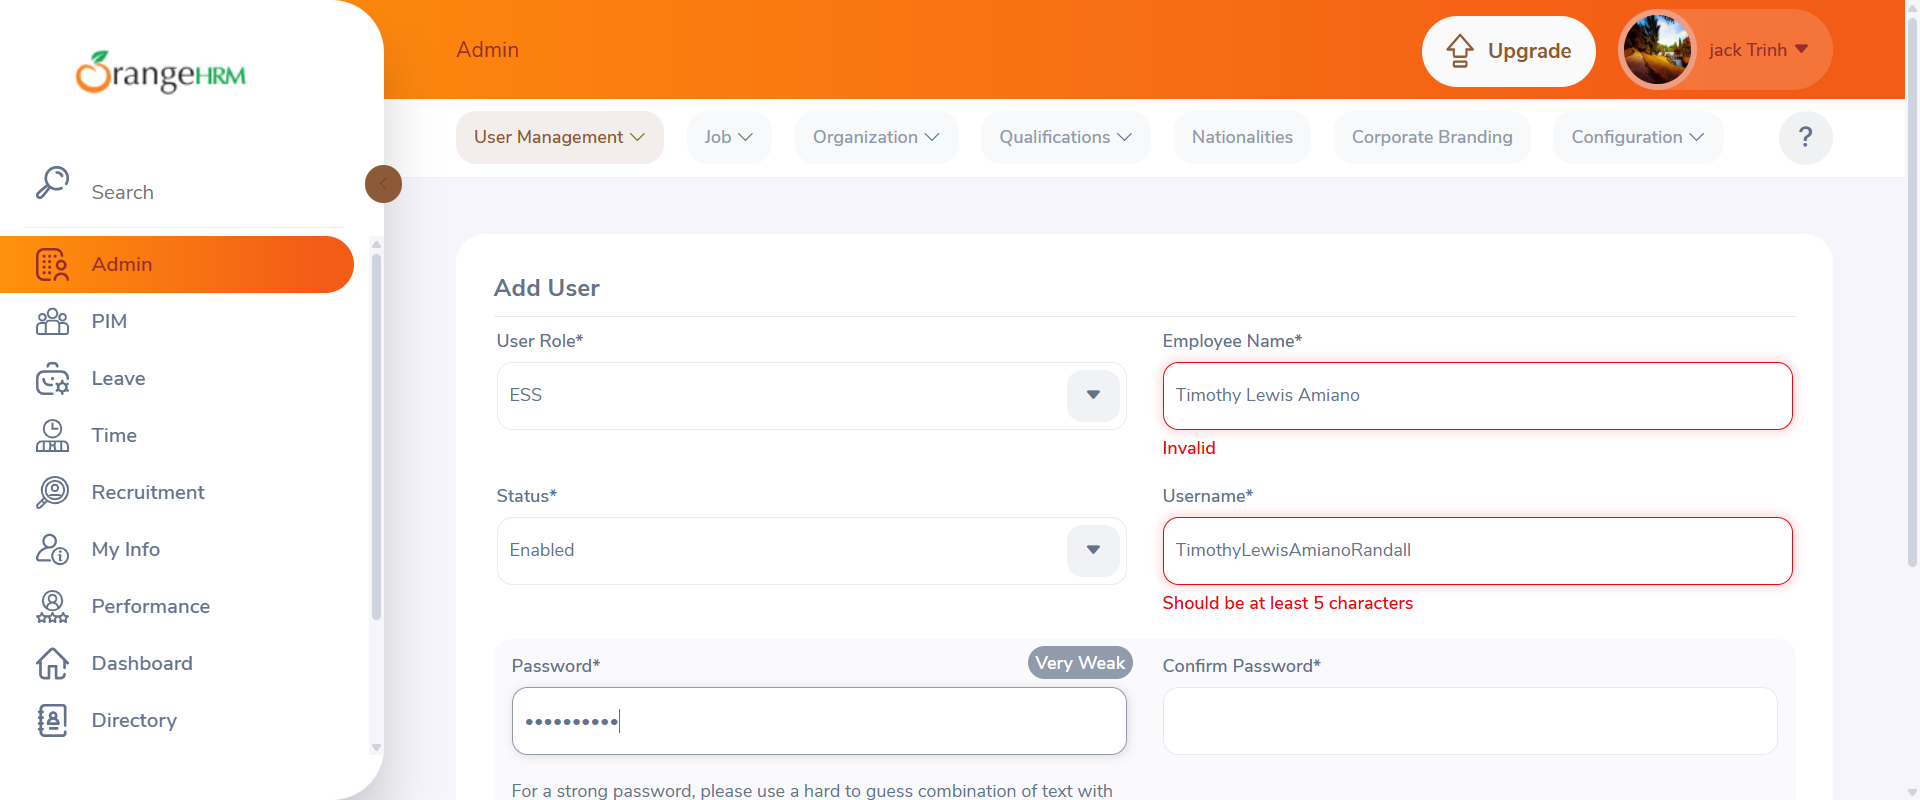 OrangeHRM
Search
Admin
PIM
Leave
Time
Recruitment
My Info
Performance
Dashboard
Directory
Admin
Upgrade
jack Trinh
User Management
Job
Organization
Qualifications
Nationalities
Corporate Branding
Configuration
?
Add User
User Role*
Employee Name*
ESS
Timothy Lewis Amiano
Invalid
Status*
Username*
Enabled
TimothyLewisAmianoRandall
Should be at least 5 characters
Password*
Very Weak
Confirm Password*
••••••••••
For a strong password, please use a hard to guess combination of text with